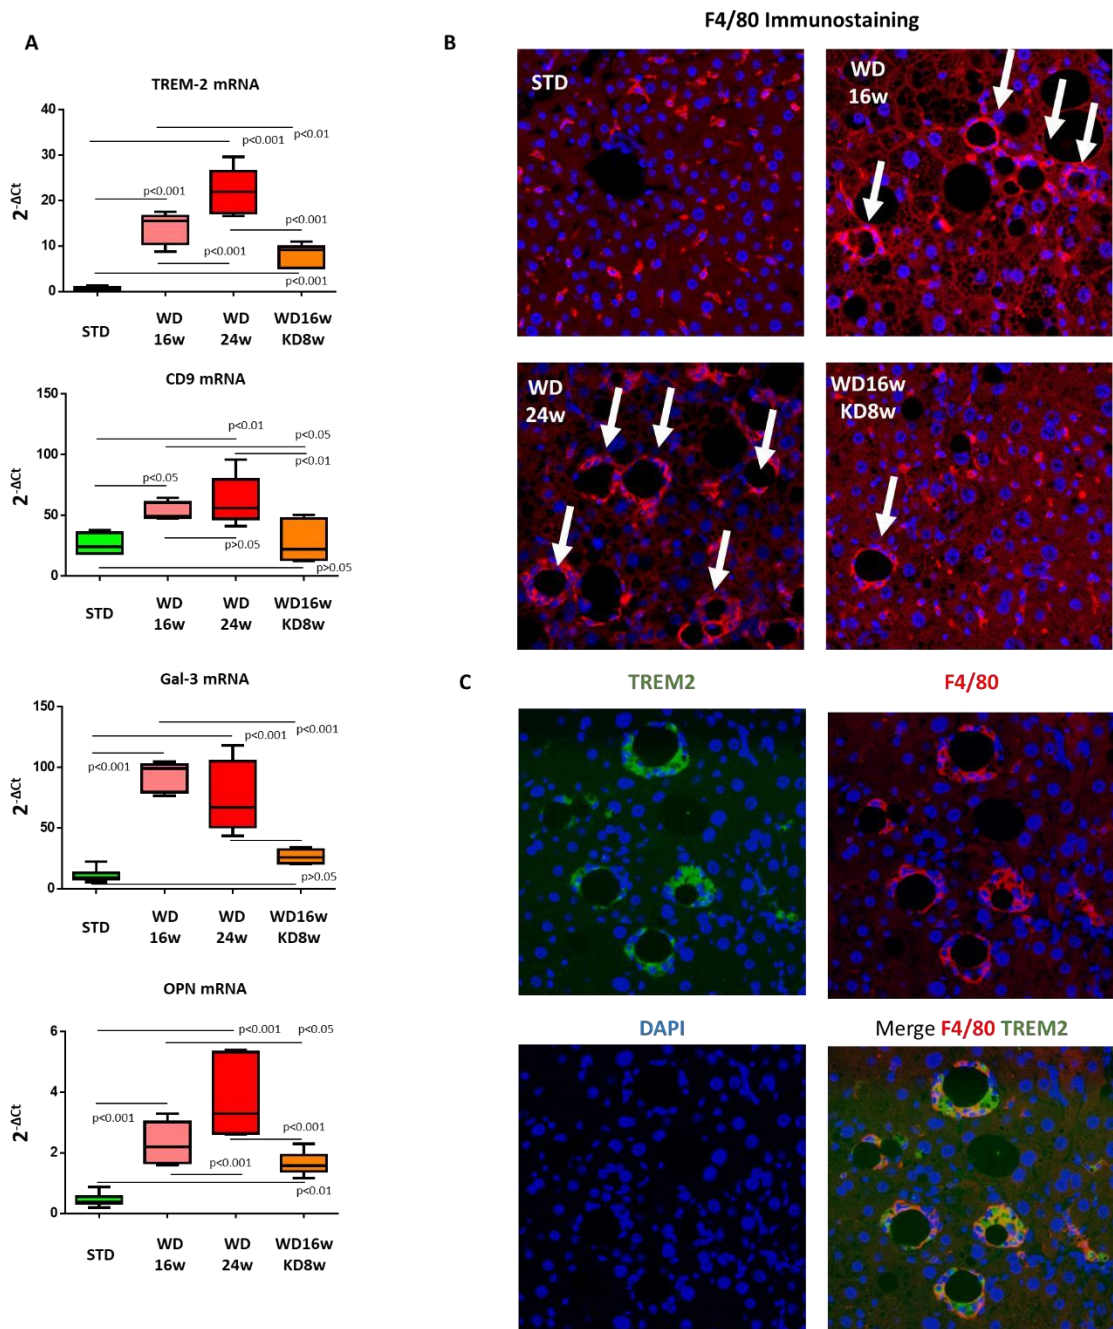 F4/80 Immunostaining
A
TREM-2 mRNA
2-ΔCt
40
30
20
10
0
p<0.01
p<0.001
p<0.001
p<0.001
p<0.001
p<0.001
STD
WD
16w
WD
24w
WD16w
KD8w
CD9 mRNA
2-ΔCt
150
100
50
0
p<0.01
p<0.05
p<0.01
p<0.05
p>0.05
p>0.05
STD
WD
16w
WD
24w
WD16w
KD8w
Gal-3 mRNA
2-ΔCt
150
100
50
0
p<0.001
p<0.001
p<0.001
p>0.05
STD
WD
16w
WD
24w
WD16w
KD8w
OPN mRNA
2-ΔCt
6
4
2
0
p<0.001
p<0.05
p<0.001
p<0.001
p<0.001
p<0.01
STD
WD
16w
WD
24w
WD16w
KD8w
B
STD
WD
16w
WD
24w
WD16w
KD8w
C
TREM2
F4/80
DAPI
Merge F4/80 TREM2